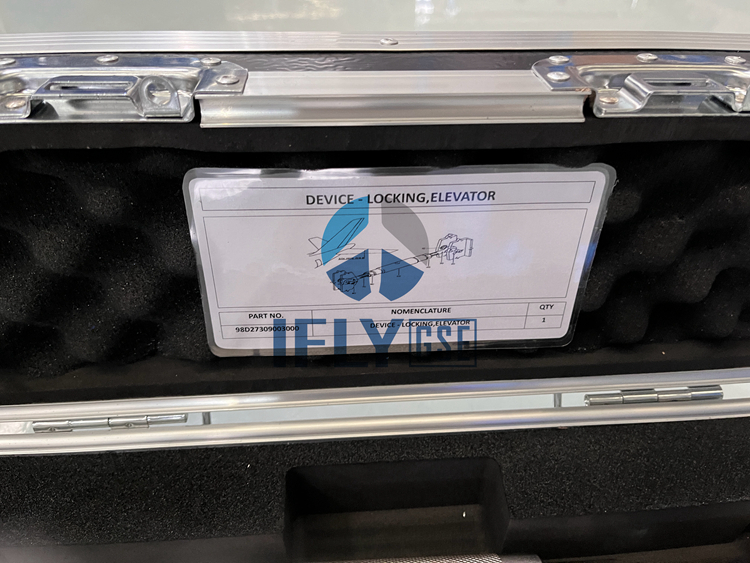 DEVICE - LOCKING,ELEVATOR
PART NO. NOMENCLATURE QTY
98D27309003000 DEVICE - LOCKING,ELEVATOR 1
IFLY GSE